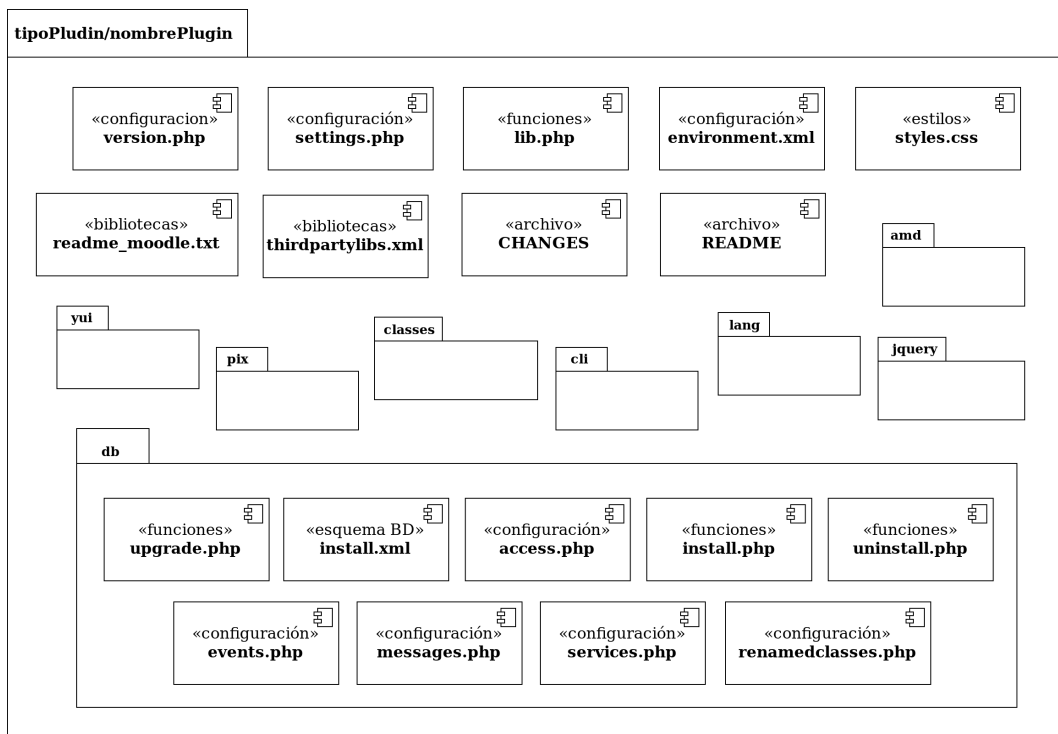 tipoPludin/nombrePlugin
«configuracion»
version.php
«configuración»
settings.php
«funciones»
lib.php
«configuración»
environment.xml
«estilos»
styles.css
«bibliotecas»
readme_moodle.txt
«bibliotecas»
thirdpartylibs.xml
«archivo»
CHANGES
«archivo»
README
amd
yui
pix
classes
cli
lang
jquery
db
«funciones»
upgrade.php
«esquema BD»
install.xml
«configuración»
access.php
«funciones»
install.php
«funciones»
uninstall.php
«configuración»
events.php
«configuración»
messages.php
«configuración»
services.php
«configuración»
renamedclasses.php